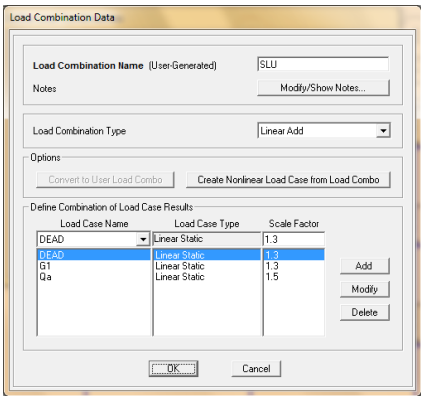 Load Combination Data
Load Combination Name (User-Generated) SLU
Notes Modify/Show Notes...
Load Combination Type Linear Add
Options
Convert to User Load Combo Create Nonlinear Load Case from Load Combo
Define Combination of Load Case Results
Load Case Name Load Case Type Scale Factor
DEAD Linear Static 1.3
DEAD Linear Static 1.3
G1 Linear Static 1.3
Qa Linear Static 1.5
Add
Modify
Delete
OK Cancel